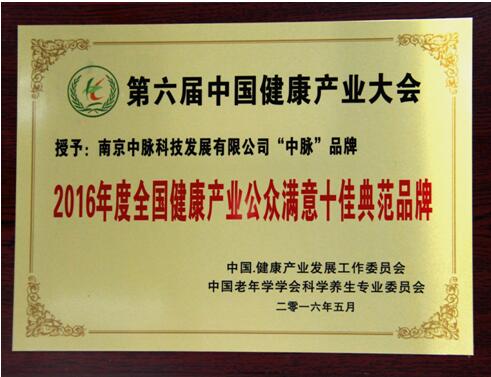 第六届中国健康产业大会
授予：南京中脉科技发展有限公司“中脉”品牌
2016年度全国健康产业公众满意十佳典范品牌
中国.健康产业发展工作委员会
中国老年学学会科学养生专业委员会
二零一六年五月